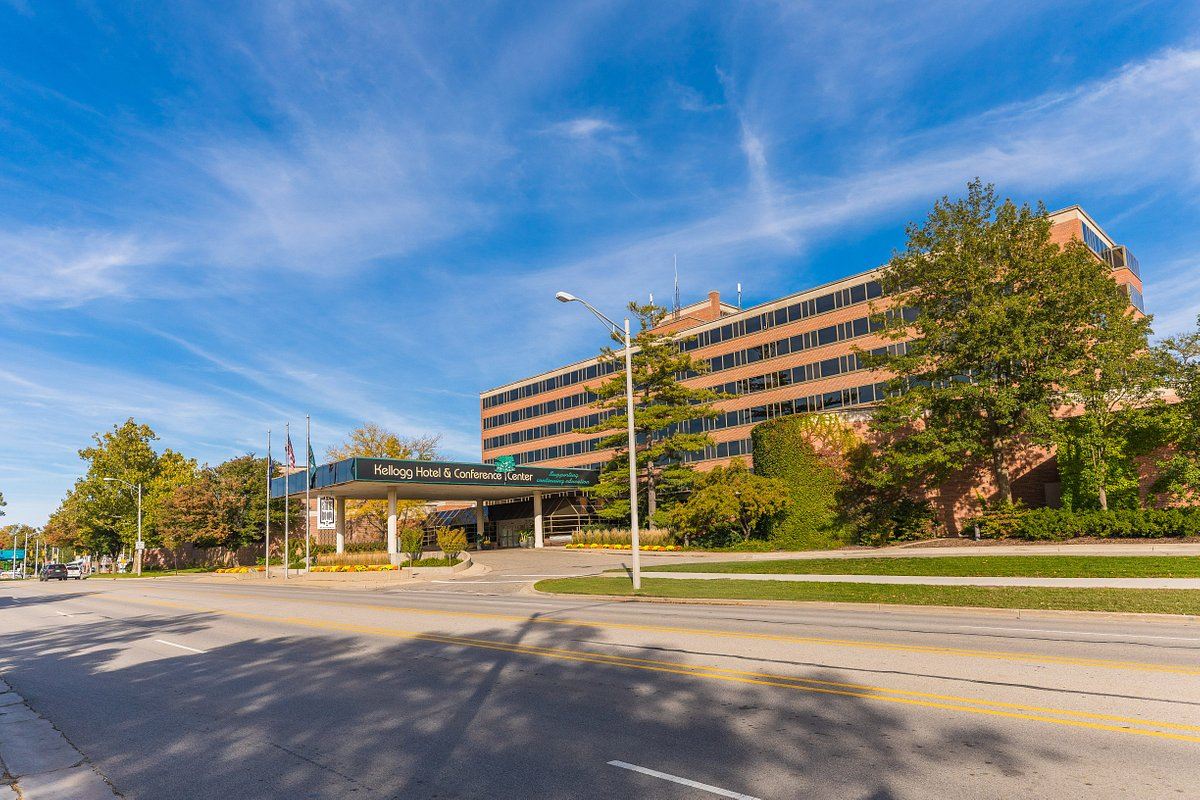 Kellogg Hotel & Conference Center
Supporting
continuing education